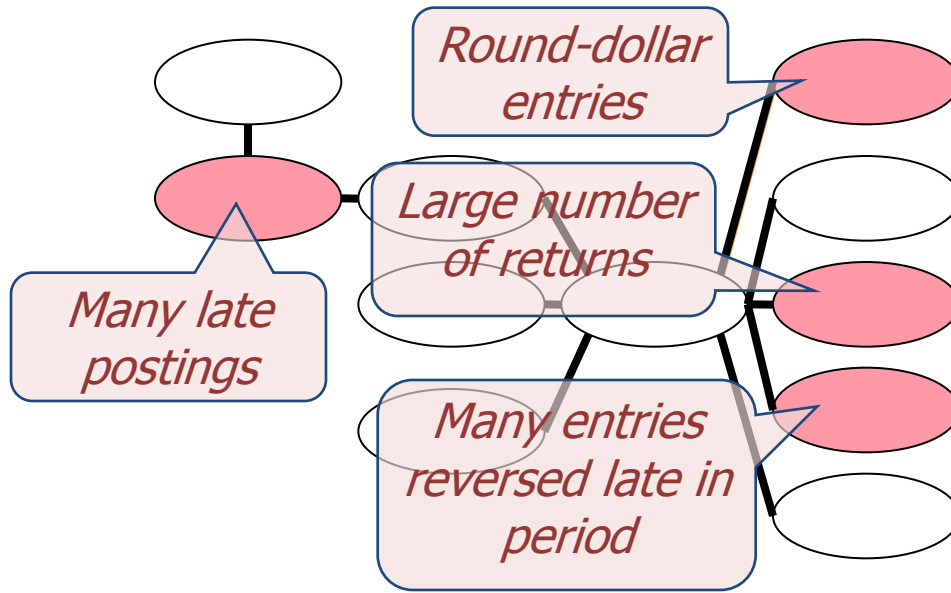 Round-dollar
entries
Large number
of returns
Many late
postings
Many entries
reversed late in
period